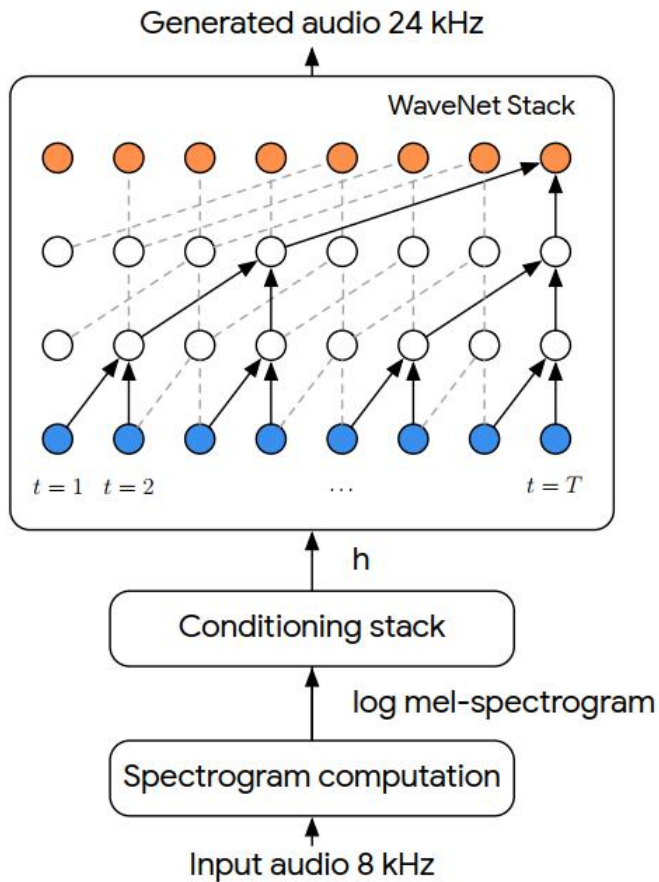 Generated audio 24 kHz
WaveNet Stack
t = 1 t = 2 ... t = T
h
Conditioning stack
log mel-spectrogram
Spectrogram computation
Input audio 8 kHz